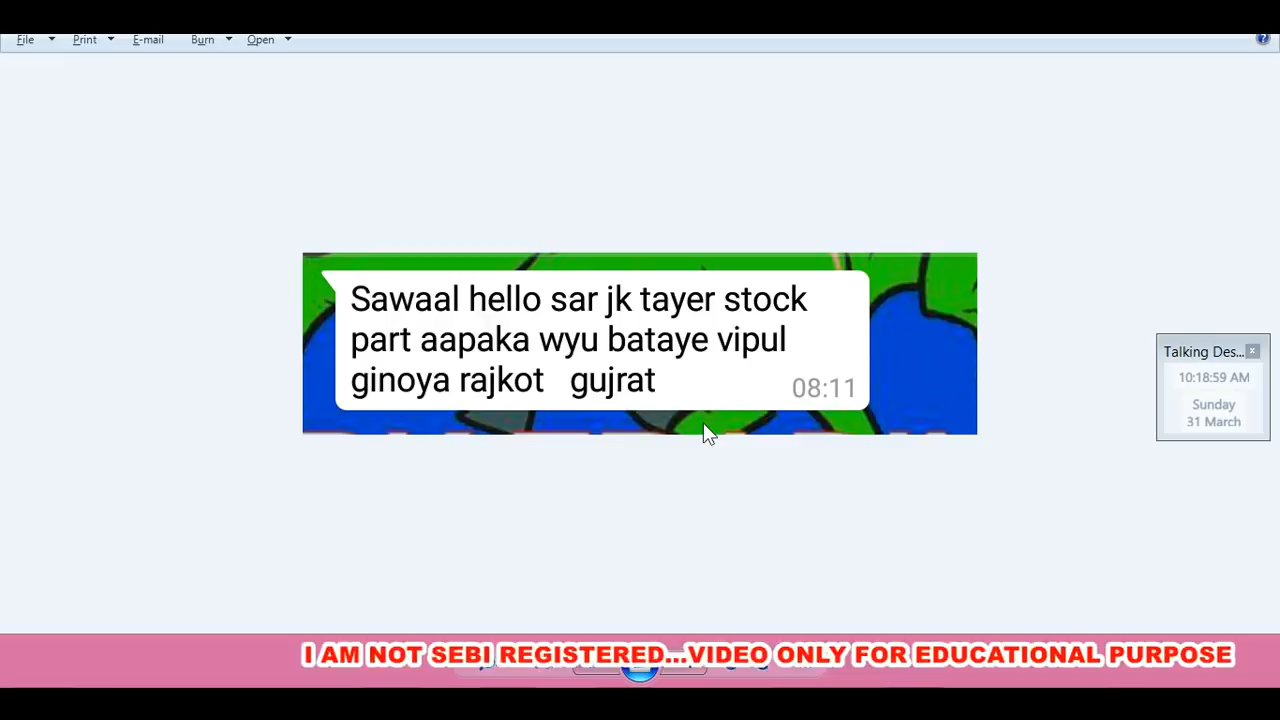 File Print E-mail Burn Open
Sawaal hello sar jk tayer stock
part aapaka wyu bataye vipul
ginoya rajkot gujrat
08:11
Talking Des...
10:18:59 AM
Sunday
31 March
I AM NOT SEBI REGISTERED...VIDEO ONLY FOR EDUCATIONAL PURPOSE